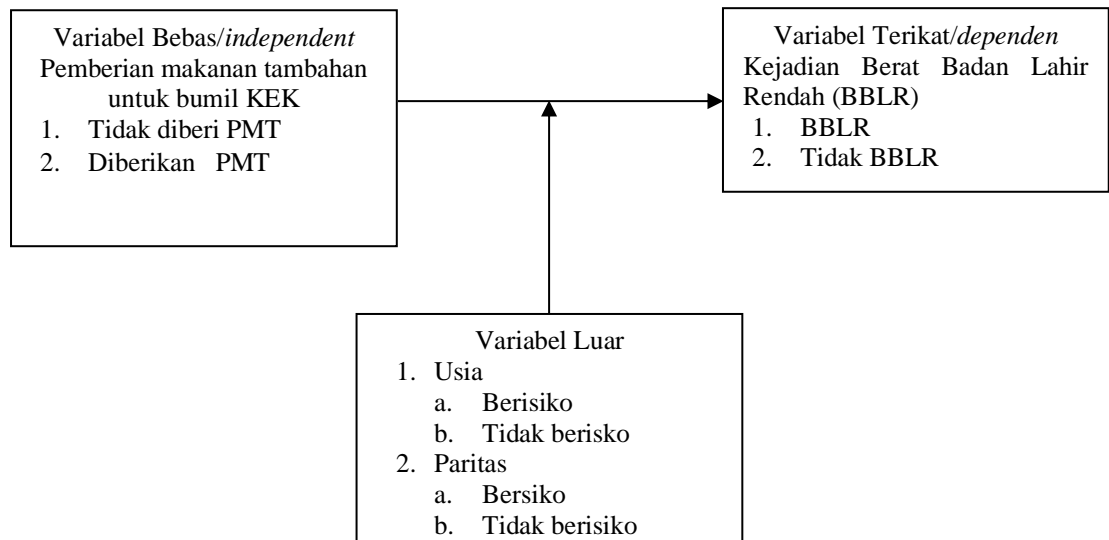 Variabel Bebas/independent
Pemberian makanan tambahan
untuk bumil KEK
1. Tidak diberi PMT
2. Diberikan PMT
Variabel Terikat/dependen
Kejadian Berat Badan Lahir
Rendah (BBLR)
1. BBLR
2. Tidak BBLR
Variabel Luar
1. Usia
a. Berisiko
b. Tidak berisko
2. Paritas
a. Bersiko
b. Tidak berisiko